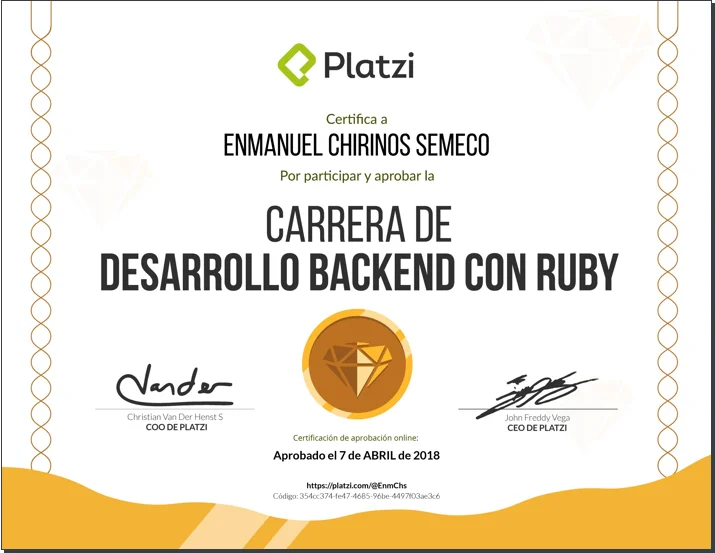 Platzi
Certifica a
ENMANUEL CHIRINOS SEMECO
Por participar y aprobar la
CARRERA DE
DESARROLLO BACKEND CON RUBY
Vander
Christian Van Der Henst S
COO DE PLATZI
John Freddy Vega
CEO DE PLATZI
Certificación de aprobación online:
Aprobado el 7 de ABRIL de 2018
https://platzi.com/@EnmChs
Código: 354cc374-fe47-4685-96be-4497f03ae3c6